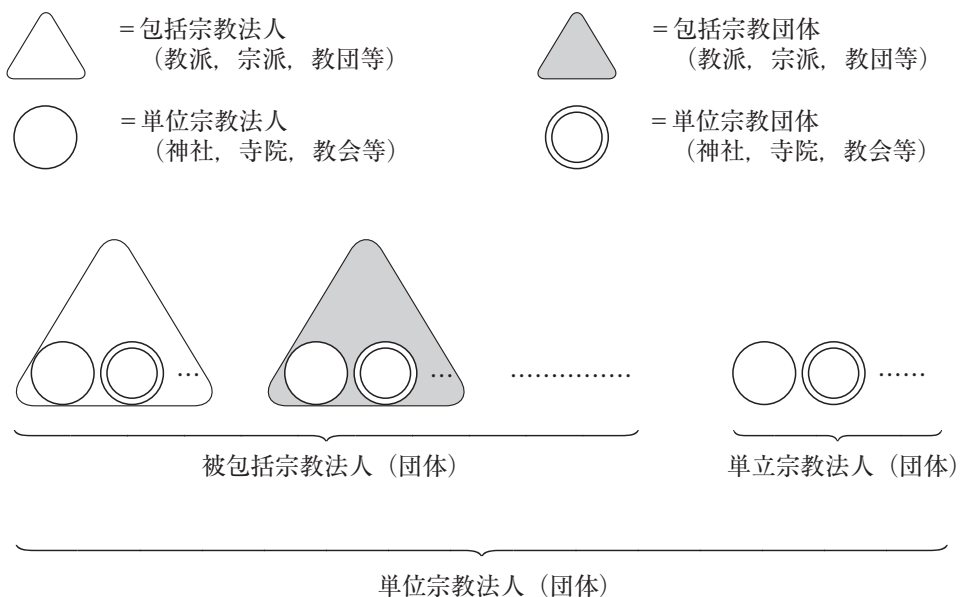 ＝包括宗教法人
（教派，宗派，教団等）
＝包括宗教団体
（教派，宗派，教団等）
＝単位宗教法人
（神社，寺院，教会等）
＝単位宗教団体
（神社，寺院，教会等）
…
…
……………
……
被包括宗教法人（団体）
単立宗教法人（団体）
単位宗教法人（団体）